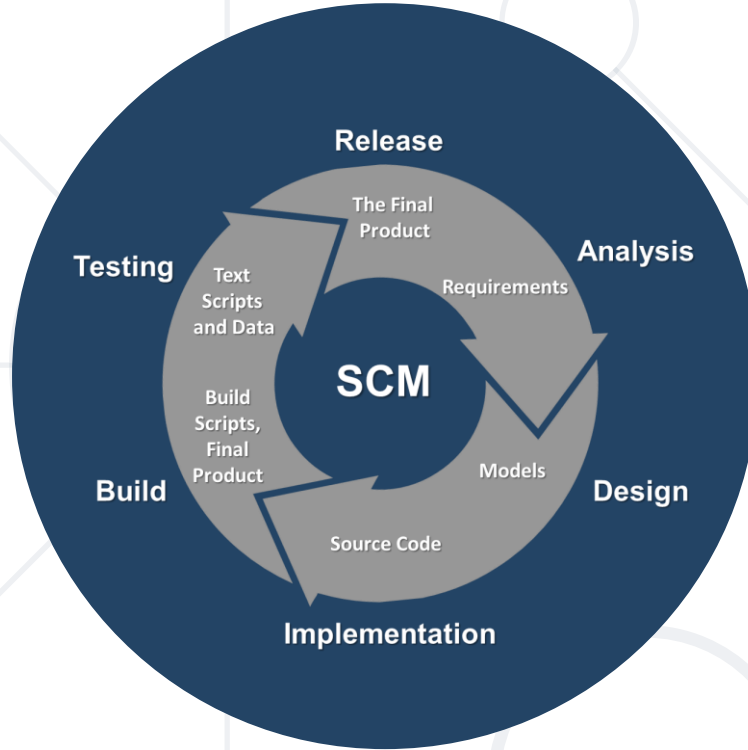 Release
The Final
Product
Analysis
Requirements
Testing
Text
Scripts
and Data
SCM
Build
Scripts,
Final
Product
Models
Build
Design
Source Code
Implementation